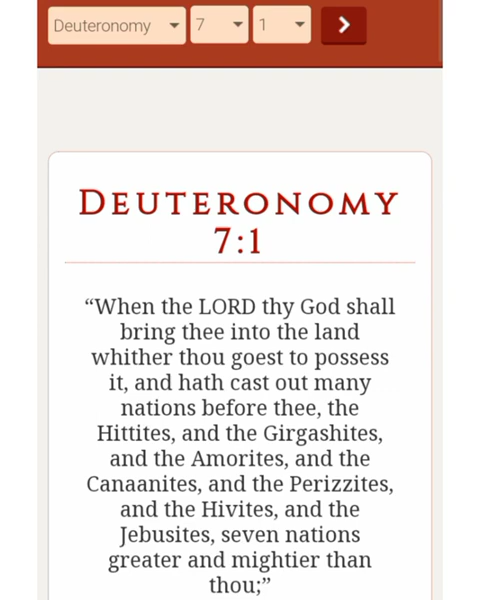 Deuteronomy 7 1
DEUTERONOMY
7:1
“When the LORD thy God shall
bring thee into the land
whither thou goest to possess
it, and hath cast out many
nations before thee, the
Hittites, and the Girgashites,
and the Amorites, and the
Canaanites, and the Perizzites,
and the Hivites, and the
Jebusites, seven nations
greater and mightier than
thou;”